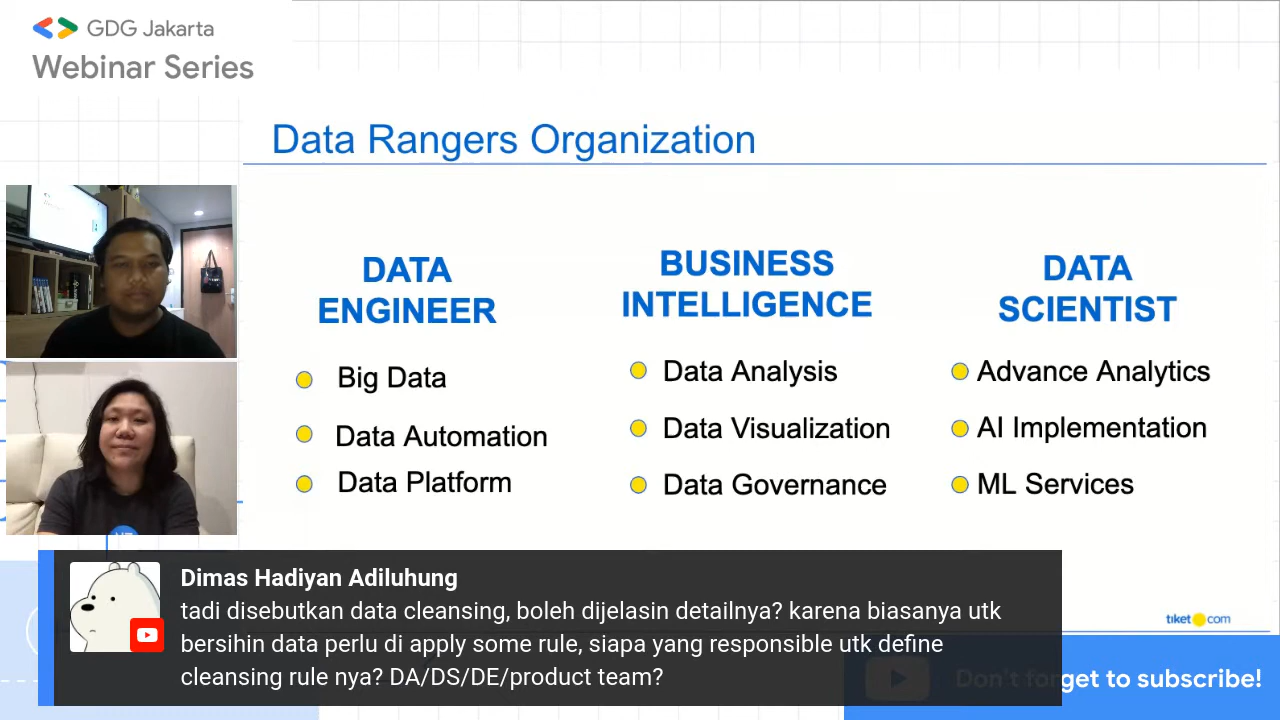 GDG Jakarta
Webinar Series
Data Rangers Organization
DATA
ENGINEER
Big Data
Data Automation
Data Platform
BUSINESS
INTELLIGENCE
Data Analysis
Data Visualization
Data Governance
DATA
SCIENTIST
Advance Analytics
AI Implementation
ML Services
tiket com
Dimas Hadiyan Adiluhung
tadi disebutkan data cleansing, boleh dijelasin detailnya? karena biasanya utk
bersihin data perlu di apply some rule, siapa yang responsible utk define
cleansing rule nya? DA/DS/DE/product team?
Don't forget to subscribe!